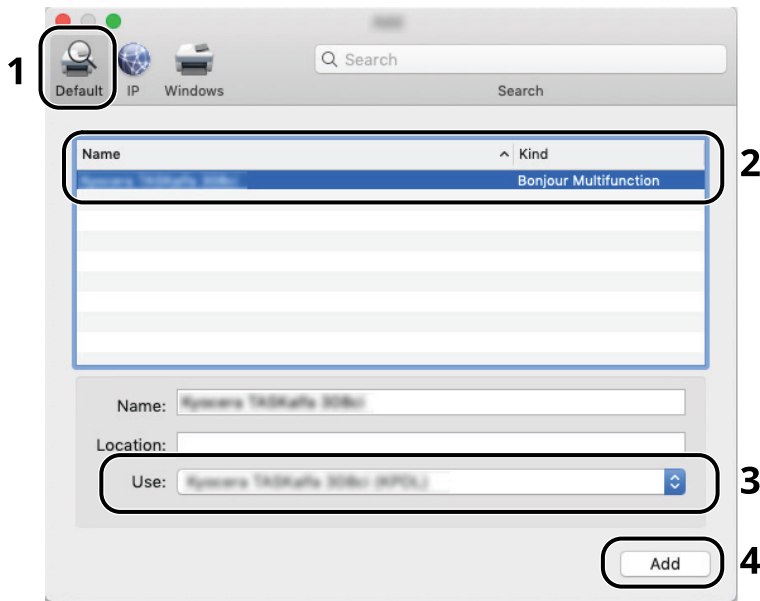 1
Default IP Windows
Search
Search
Name Kind
2
Bonjour Multifunction
Name:
Location:
Use:
3
Add
4